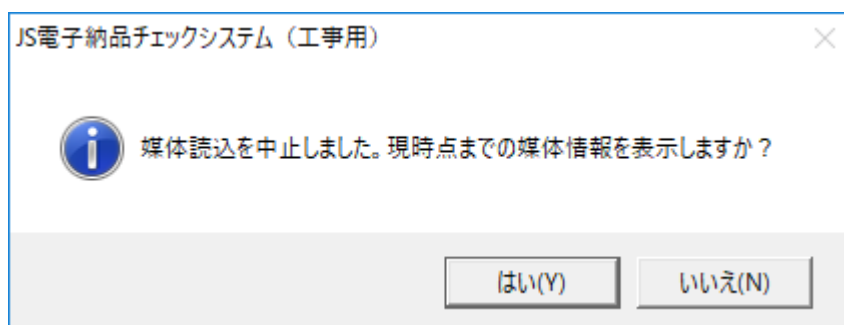 JS電子納品チェックシステム（工事用）
媒体読込を中止しました。現時点までの媒体情報を表示しますか？
はい(Y)
いいえ(N)